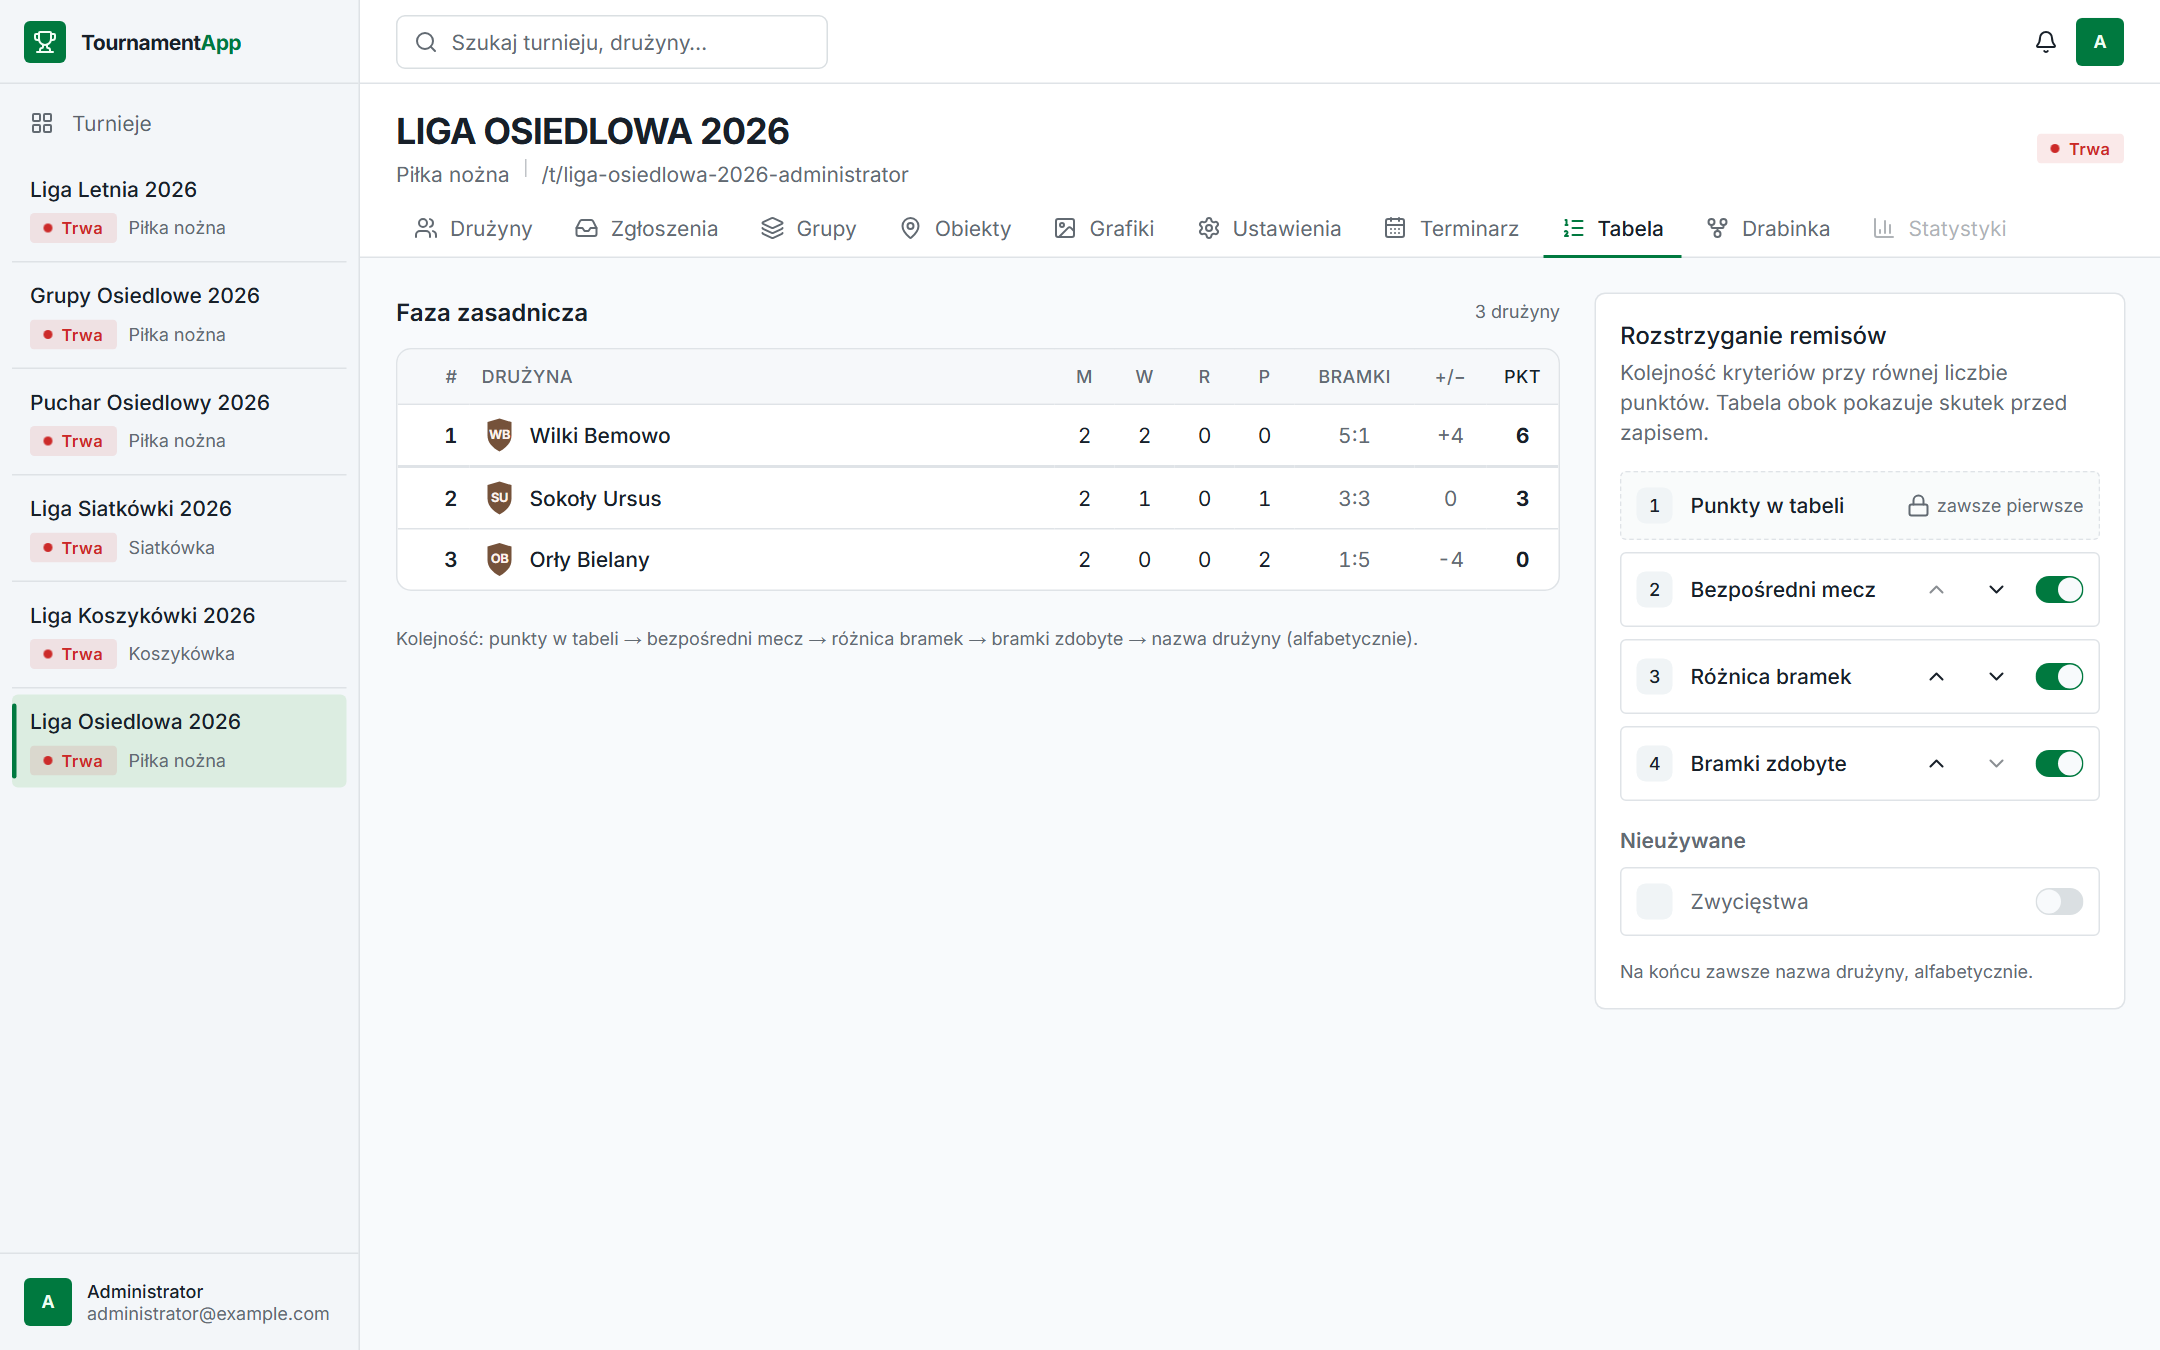 TournamentApp
Szukaj turnieju, drużyny...
A
Turnieje
Liga Letnia 2026
Trwa Piłka nożna
Grupy Osiedlowe 2026
Trwa Piłka nożna
Puchar Osiedlowy 2026
Trwa Piłka nożna
Liga Siatkówki 2026
Trwa Siatkówka
Liga Koszykówki 2026
Trwa Koszykówka
Liga Osiedlowa 2026
Trwa Piłka nożna
A
Administrator
administrator@example.com
LIGA OSIEDLOWA 2026
Piłka nożna /t/liga-osiedlowa-2026-administrator
Trwa
Drużyny Zgłoszenia Grupy Obiekty Grafiki Ustawienia Terminarz Tabela Drabinka Statystyki
Faza zasadnicza 3 drużyny
# DRUŻYNA M W R P BRAMKI +/− PKT
1 WB Wilki Bemowo 2 2 0 0 5:1 +4 6
2 SU Sokoły Ursus 2 1 0 1 3:3 0 3
3 OB Orły Bielany 2 0 0 2 1:5 -4 0
Kolejność: punkty w tabeli → bezpośredni mecz → różnica bramek → bramki zdobyte → nazwa drużyny (alfabetycznie).
Rozstrzyganie remisów
Kolejność kryteriów przy równej liczbie
punktów. Tabela obok pokazuje skutek przed
zapisem.
1 Punkty w tabeli zawsze pierwsze
2 Bezpośredni mecz
3 Różnica bramek
4 Bramki zdobyte
Nieużywane
Zwycięstwa
Na końcu zawsze nazwa drużyny, alfabetycznie.